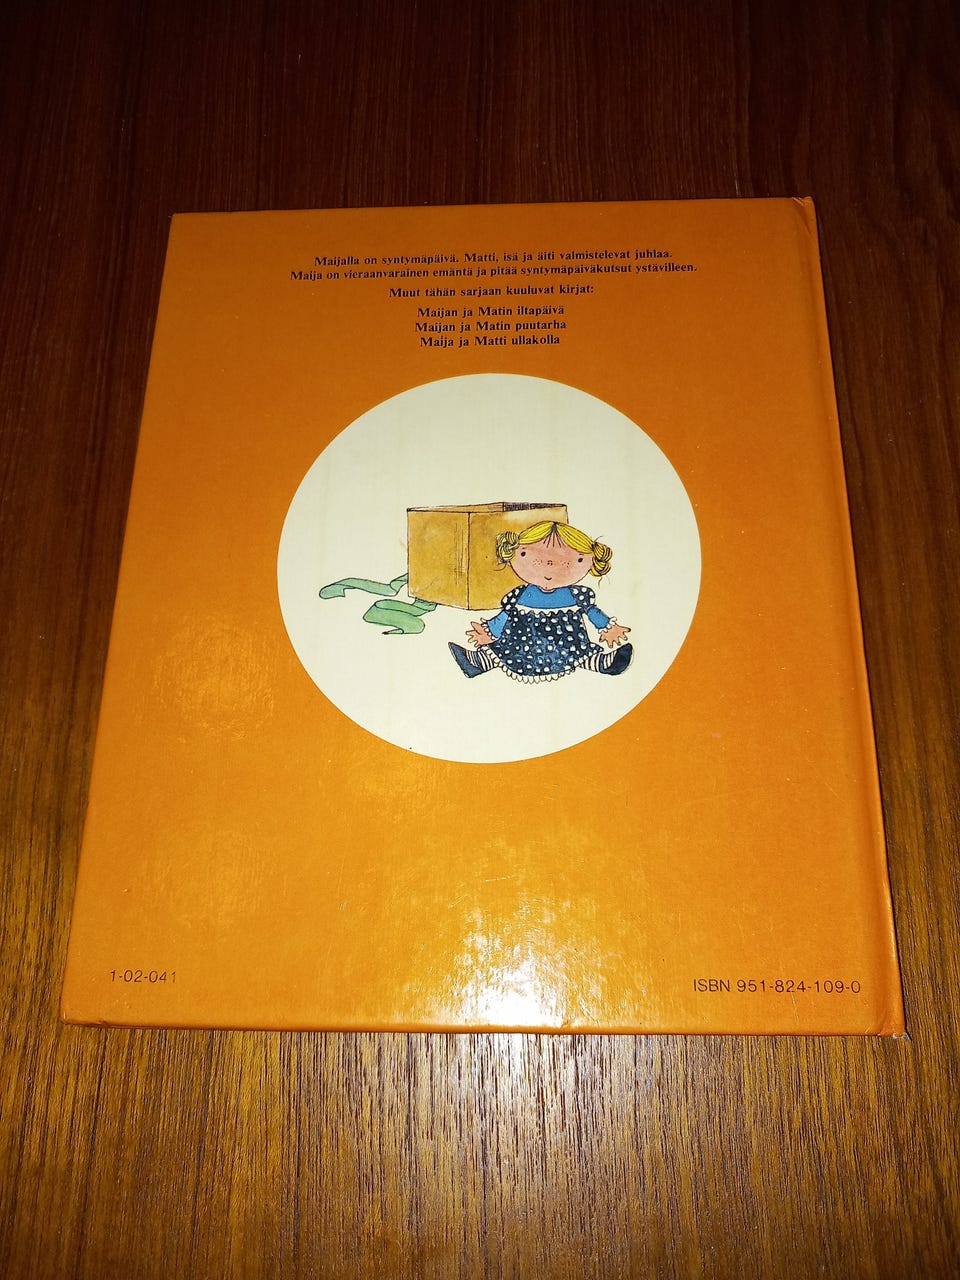 Maijalla on syntymäpäivä. Matti, isä ja äiti valmistelevat juhlaa.
Maija on vieraanvarainen emäntä ja pitää syntymäpäiväkutsut ystävilleen.
Muut tähän sarjaan kuuluvat kirjat:
Maijan ja Matin iltapäivä
Maijan ja Matin puutarha
Maija ja Matti ullakolla
1-02-041
ISBN 951-824-109-0